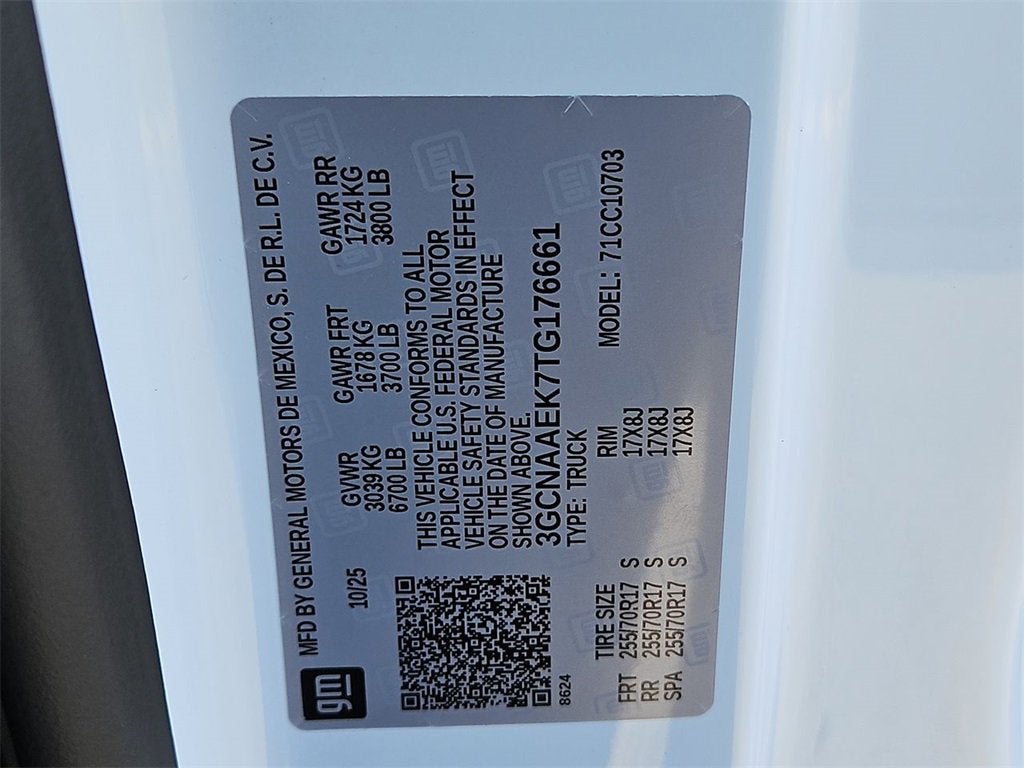 gm MFD BY GENERAL MOTORS DE MEXICO, S. DE R.L. DE C.V.
10/25
GVWR GAWR FRT GAWR RR
3039 KG 1678 KG 1724 KG
6700 LB 3700 LB 3800 LB
THIS VEHICLE CONFORMS TO ALL
APPLICABLE U.S. FEDERAL MOTOR
VEHICLE SAFETY STANDARDS IN EFFECT
ON THE DATE OF MANUFACTURE
SHOWN ABOVE.
3GCNAAEK7TG176661
8624
TYPE: TRUCK
MODEL: 71CC10703
TIRE SIZE RIM
FRT 255/70R17 S 17X8J
RR 255/70R17 S 17X8J
SPA 255/70R17 S 17X8J